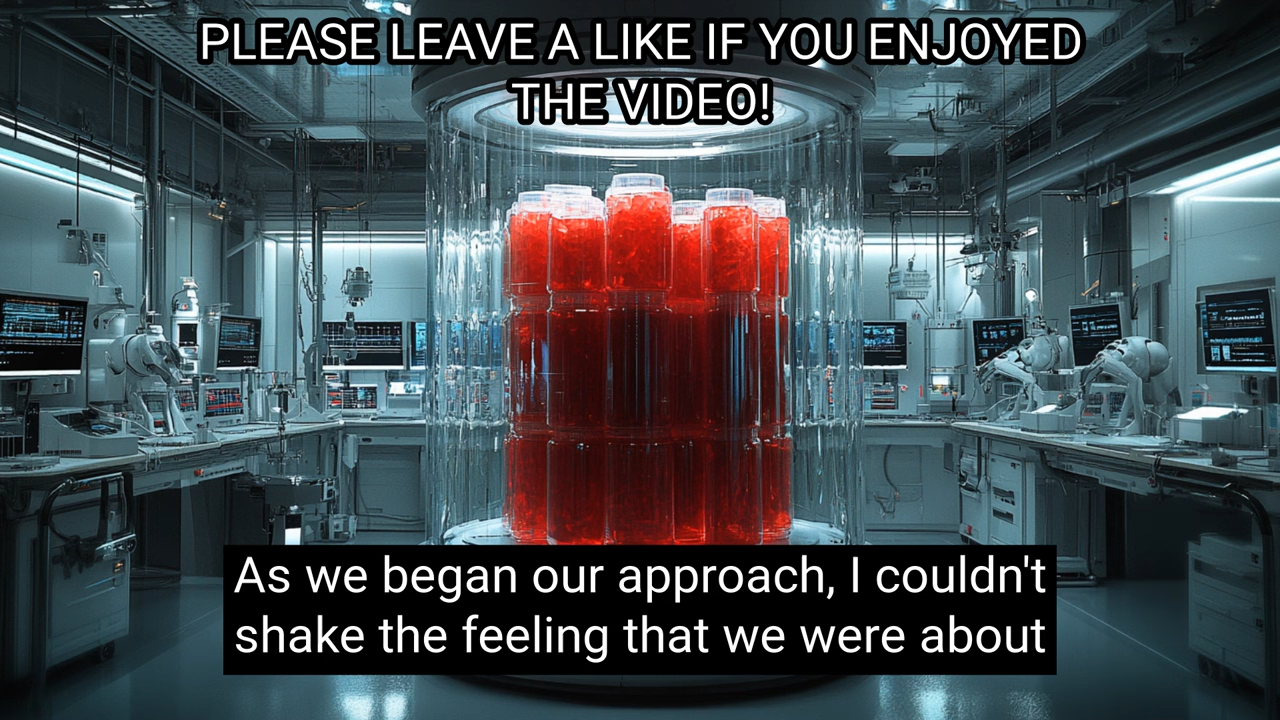 PLEASE LEAVE A LIKE IF YOU ENJOYED
THE VIDEO!
As we began our approach, I couldn't
shake the feeling that we were about